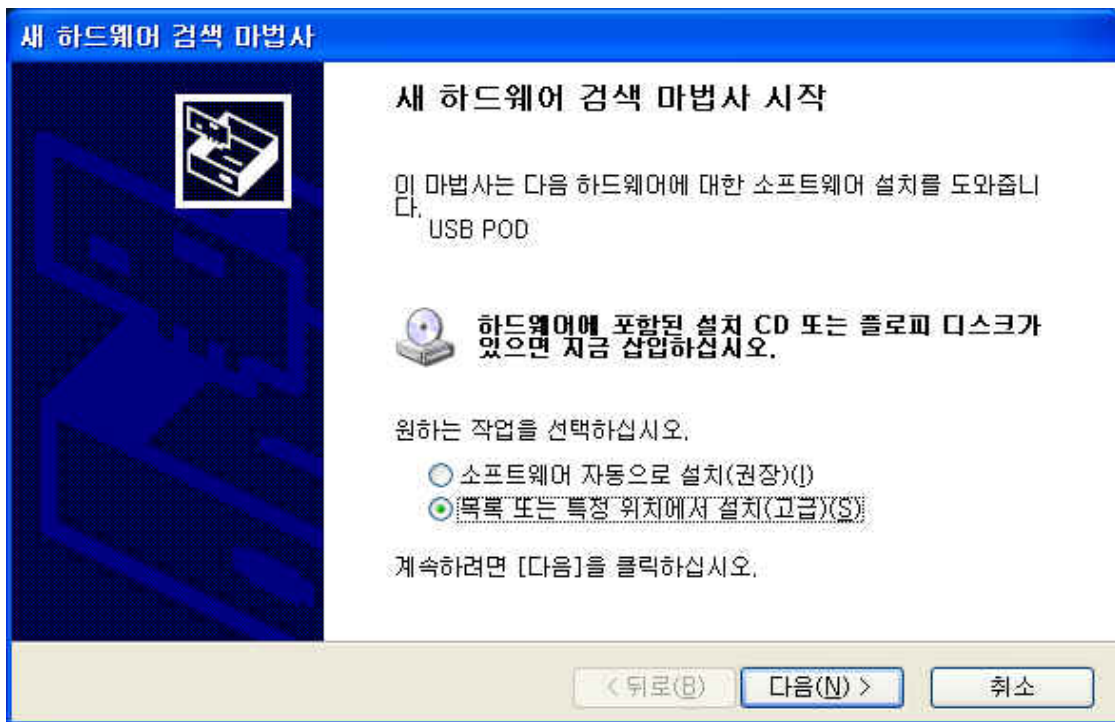 새 하드웨어 검색 마법사
새 하드웨어 검색 마법사 시작
이 마법사는 다음 하드웨어에 대한 소프트웨어 설치를 도와줍니
다.
USB POD
하드웨어에 포함된 설치 CD 또는 플로피 디스크가
있으면 지금 삽입하십시오.
원하는 작업을 선택하십시오.
소프트웨어 자동으로 설치(권장)(I)
목록 또는 특정 위치에서 설치(고급)(S)
계속하려면 [다음]을 클릭하십시오.
< 뒤로(B) 다음(N) > 취소